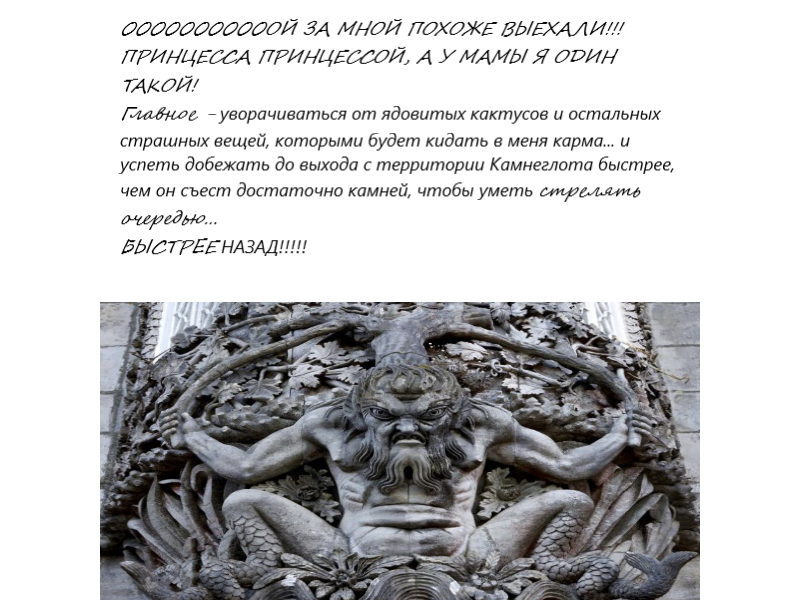 ООООООООООООЙ ЗА МНОЙ ПОХОЖЕ ВЫЕХАЛИ!!!
ПРИНЦЕССА ПРИНЦЕССОЙ, А У МАМЫ Я ОДИН
ТАКОЙ!
Главное – уворачиваться от ядовитых кактусов и остальных
страшных вещей, которыми будет кидать в меня карма... и
успеть добежать до выхода с территории Камнеглота быстрее,
чем он съест достаточно камней, чтобы уметь стрелять
очередью...
БЫСТРЕЕ НАЗАД!!!!!